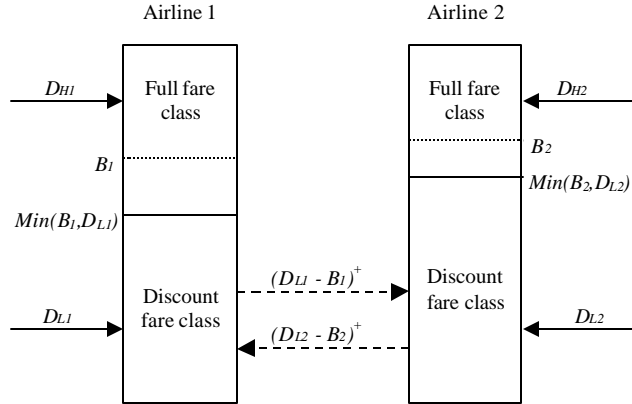 Airline 1
Airline 2
Full fare
class
Full fare
class
D_H1
D_H2
B_1
B_2
Min(B_1,D_L1)
Min(B_2,D_L2)
(D_L1 - B_1)^+
Discount
fare class
Discount
fare class
D_L1
D_L2
(D_L2 - B_2)^+